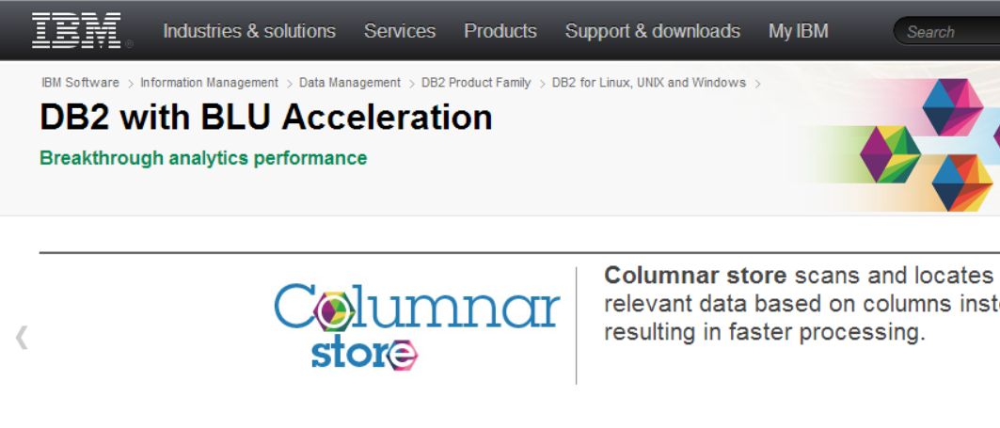 IBM®
Industries & solutions Services Products Support & downloads My IBM Search
IBM Software > Information Management > Data Management > DB2 Product Family > DB2 for Linux, UNIX and Windows >
DB2 with BLU Acceleration
Breakthrough analytics performance
Columnar
store
Columnar store scans and locates
relevant data based on columns inst
resulting in faster processing.